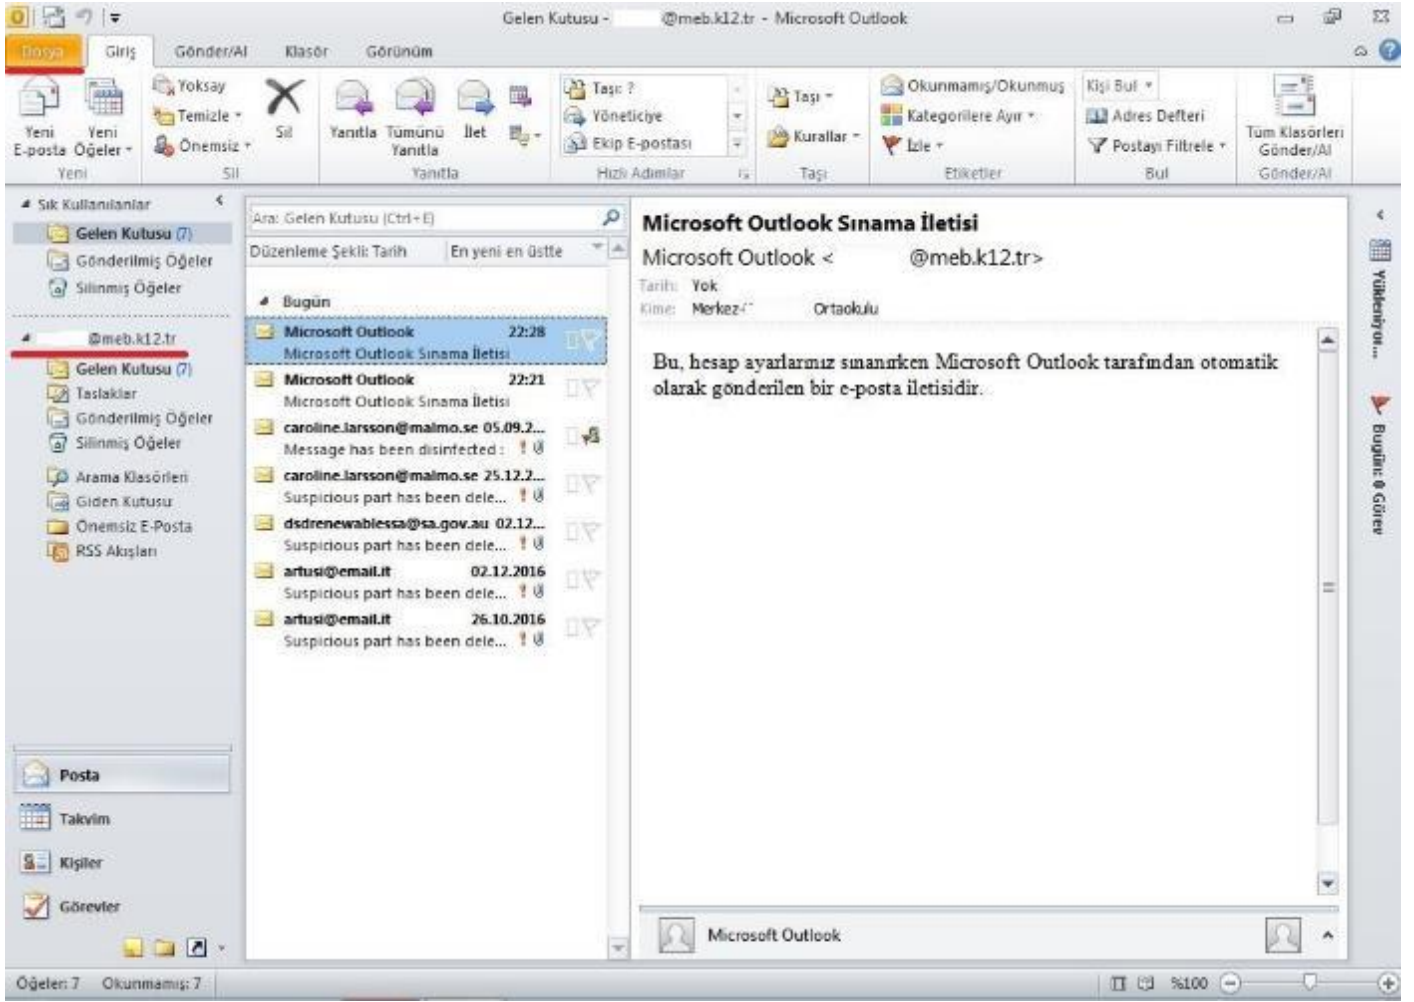 Gelen Kutusu - @meb.k12.tr - Microsoft Outlook
Dosya Giriş Gönder/Al Klasör Görünüm
Yeni E-posta
Yeni Öğeler
Yoksay
Temizle
Önemsiz
Sil
Yanıtla
Tümünü Yanıtla
İlet
Taşı: ?
Yöneticiye
Ekip E-postası
Taşı
Kurallar
Okunmamış/Okunmuş
Kategorilere Ayır
İzle
Kişi Bul
Adres Defteri
Postayı Filtrele
Tüm Klasörleri
Gönder/Al
Yeni Sil Yanıtla Hızlı Adımlar Taşı Etiketler Bul Gönder/Al
Sık Kullanılanlar
Gelen Kutusu (7)
Gönderilmiş Öğeler
Silinmiş Öğeler
@meb.k12.tr
Gelen Kutusu (7)
Taslaklar
Gönderilmiş Öğeler
Silinmiş Öğeler
Arama Klasörleri
Giden Kutusu
Önemsiz E-Posta
RSS Akışları
Posta
Takvim
Kişiler
Görevler
Ara: Gelen Kutusu (Ctrl+E)
Düzenleme Şekli: Tarih En yeni en üstte
Bugün
Microsoft Outlook 22:28
Microsoft Outlook Sınama İletisi
Microsoft Outlook 22:21
Microsoft Outlook Sınama İletisi
caroline.larsson@malmo.se 05.09.2...
Message has been disinfected :
caroline.larsson@malmo.se 25.12.2...
Suspicious part has been dele...
dsdrenewablessa@sa.gov.au 02.12...
Suspicious part has been dele...
artusi@email.it 02.12.2016
Suspicious part has been dele...
artusi@email.it 26.10.2016
Suspicious part has been dele...
Microsoft Outlook Sınama İletisi
Microsoft Outlook < @meb.k12.tr>
Tarih: Yok
Kime: Merkez Ortaokulu
Bu, hesap ayarlarınız sınanırken Microsoft Outlook tarafından otomatik
olarak gönderilen bir e-posta iletisidir.
Microsoft Outlook
Yükleniyor...
Bugün: 0 Görev
Öğeler: 7 Okunmamış: 7
%100